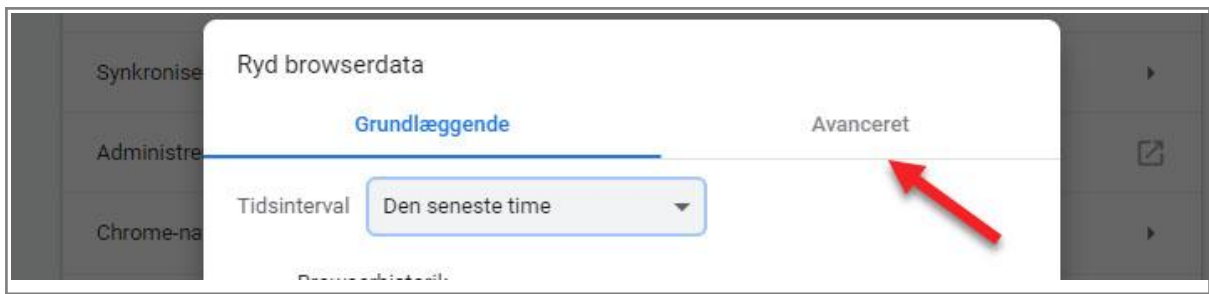 Synkronise
Ryd browserdata
Grundlæggende
Avanceret
Administre
Tidsinterval
Den seneste time
Chrome-na